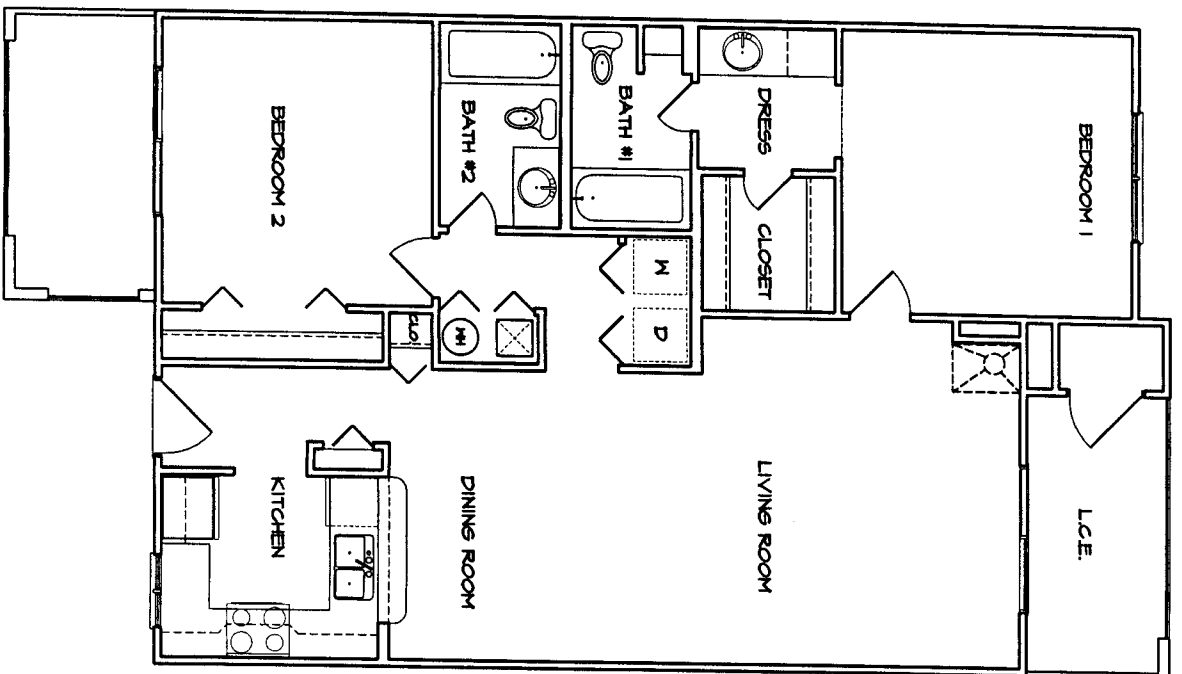 BEDROOM 1
DRESS
BATH #1
BATH #2
BEDROOM 2
CLOSET
W
D
WH
CLO
L.C.E.
LIVING ROOM
DINING ROOM
KITCHEN